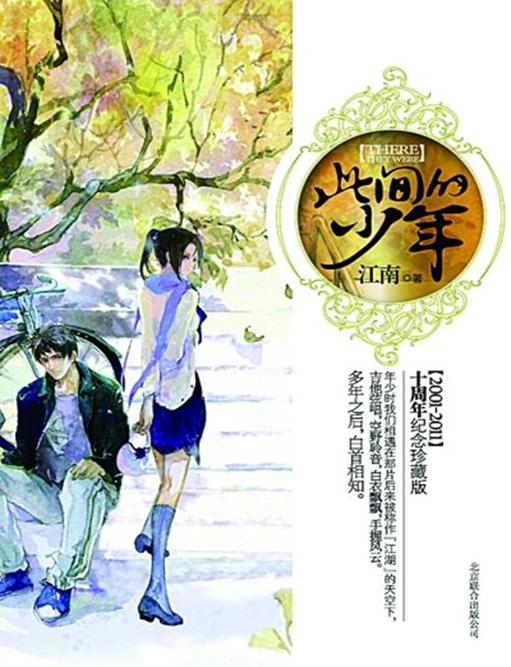 【THERE
THEY WERE】
此间的
少年
江南 ◎著
【2001-2011】
十周年纪念珍藏版
年少时我们相遇在那片后来被称作「江湖」的天空下，
吉他弦唱，空野聆音，白衣飘飘，手握风云。
多年之后，白首相知。
北京联合出版公司